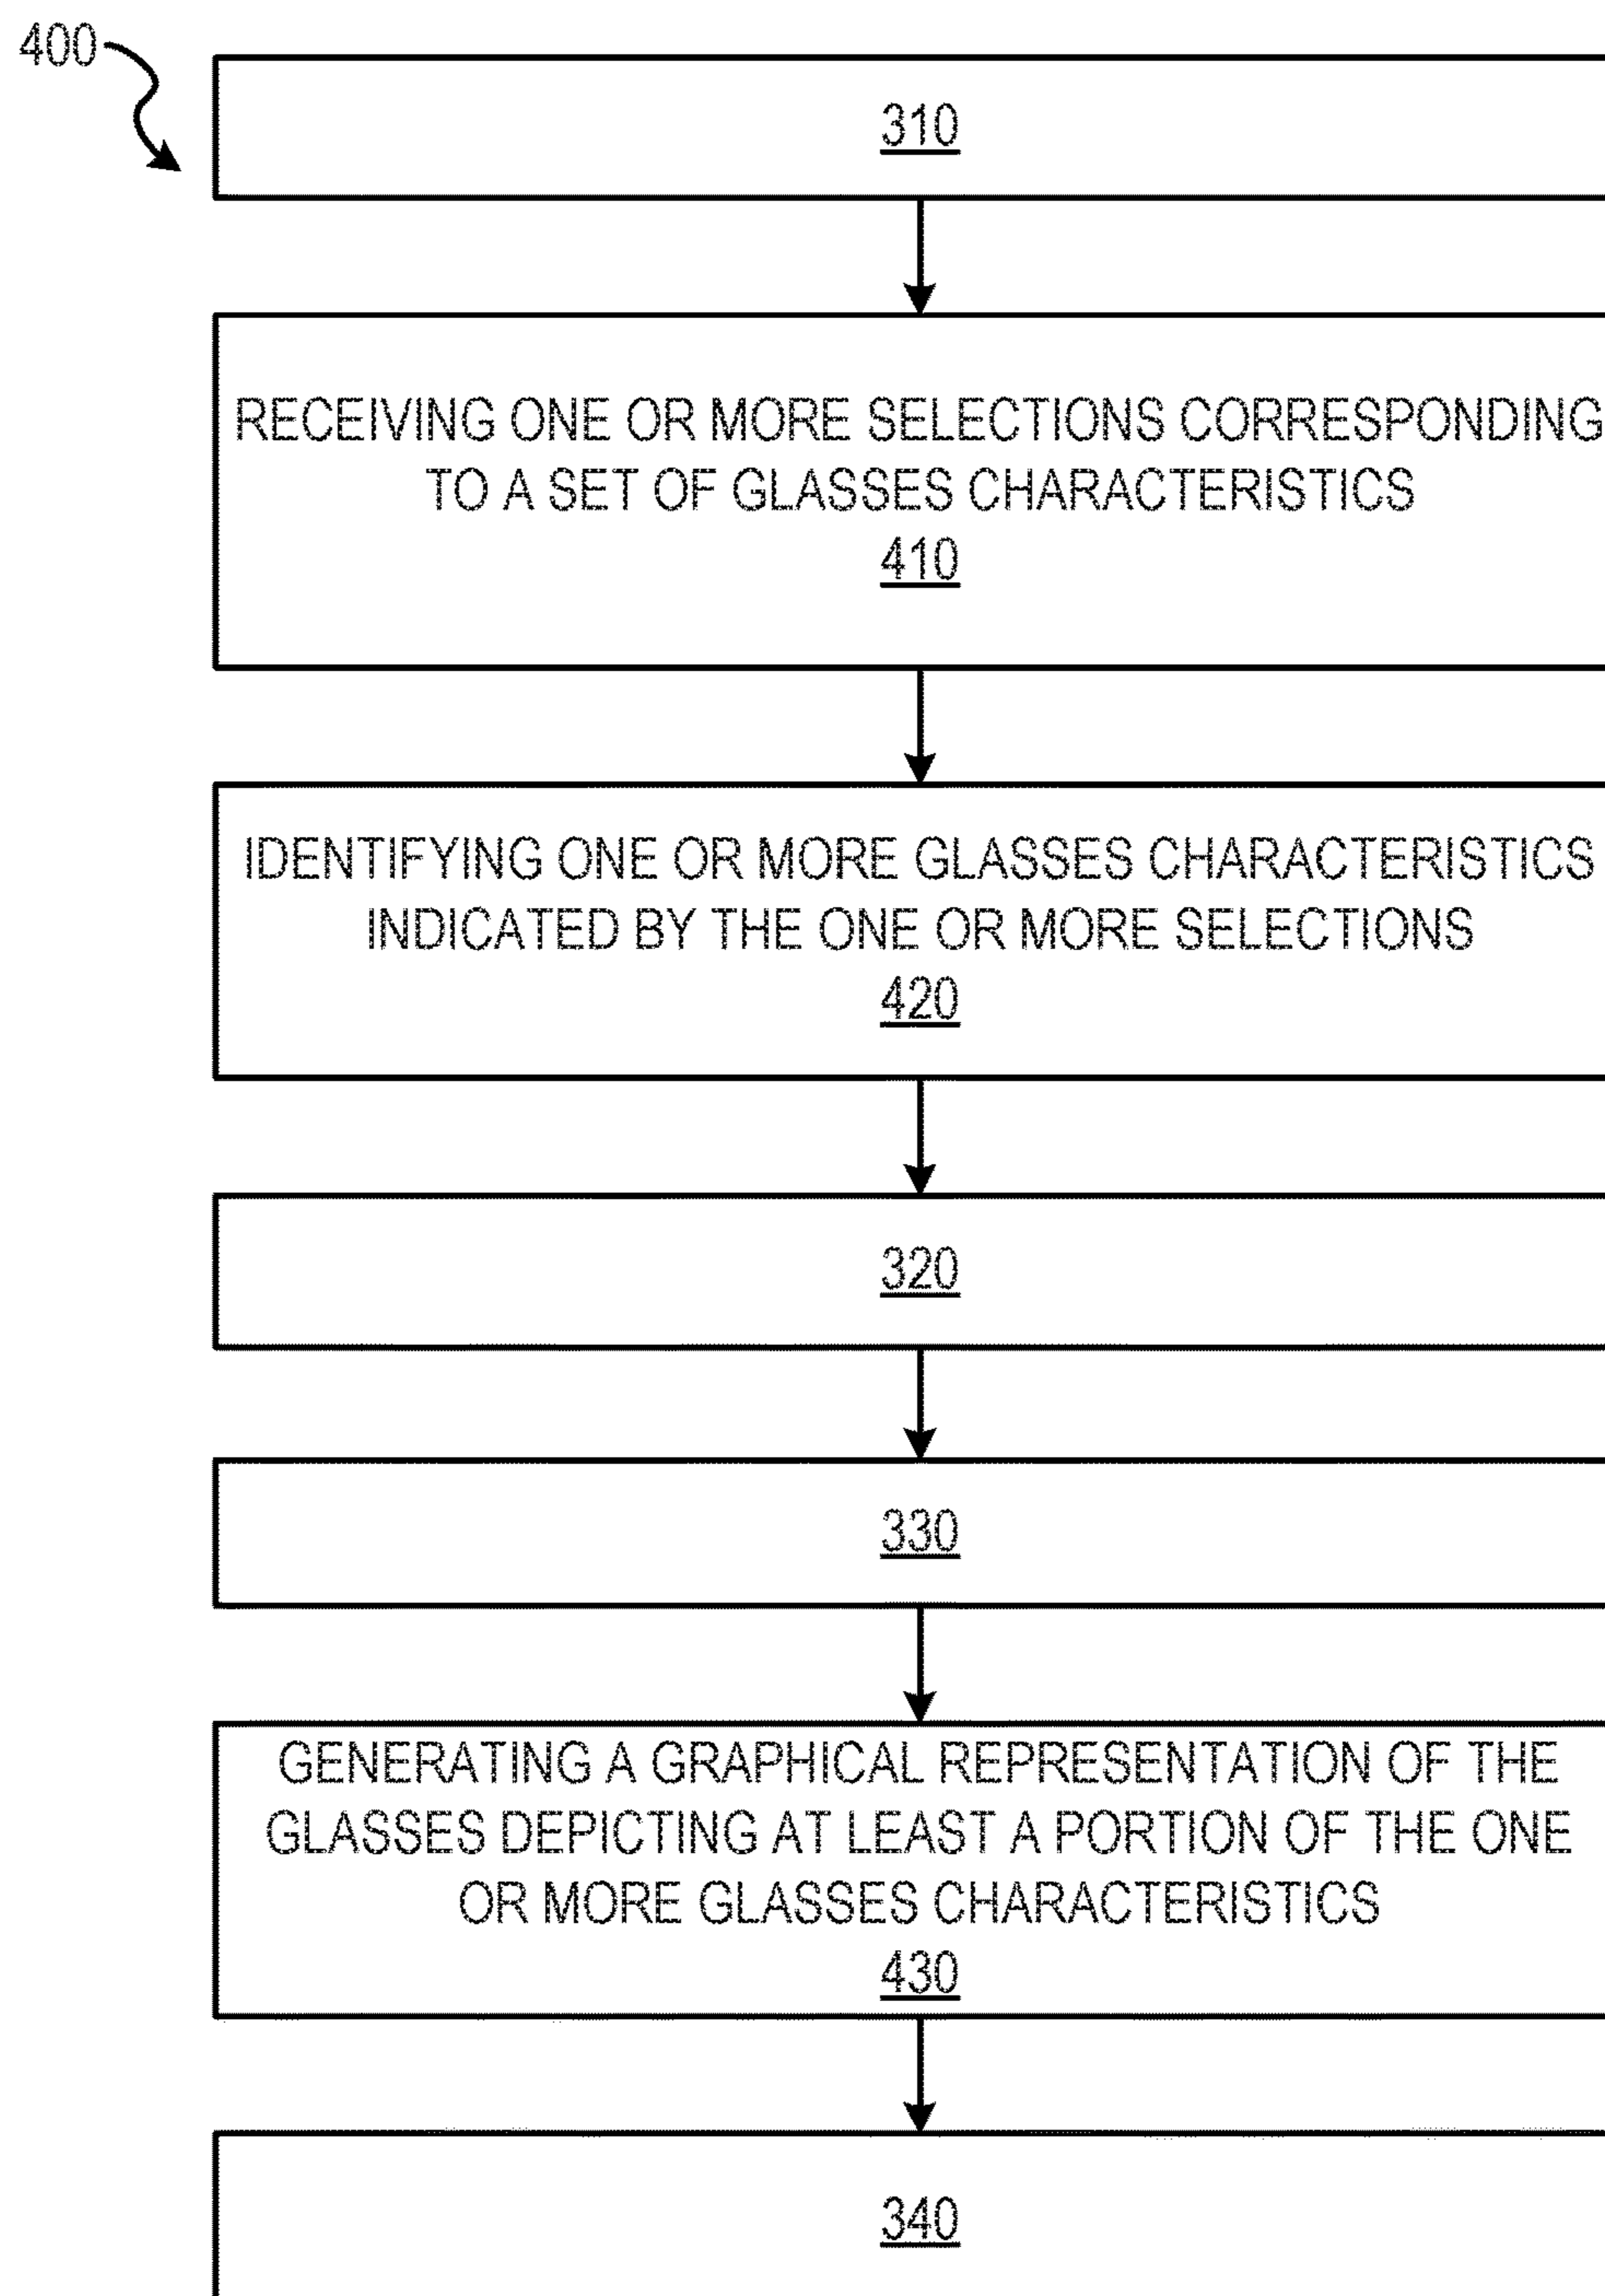 400
310
RECEIVING ONE OR MORE SELECTIONS CORRESPONDING
TO A SET OF GLASSES CHARACTERISTICS
410
IDENTIFYING ONE OR MORE GLASSES CHARACTERISTICS
INDICATED BY THE ONE OR MORE SELECTIONS
420
320
330
GENERATING A GRAPHICAL REPRESENTATION OF THE
GLASSES DEPICTING AT LEAST A PORTION OF THE ONE
OR MORE GLASSES CHARACTERISTICS
430
340